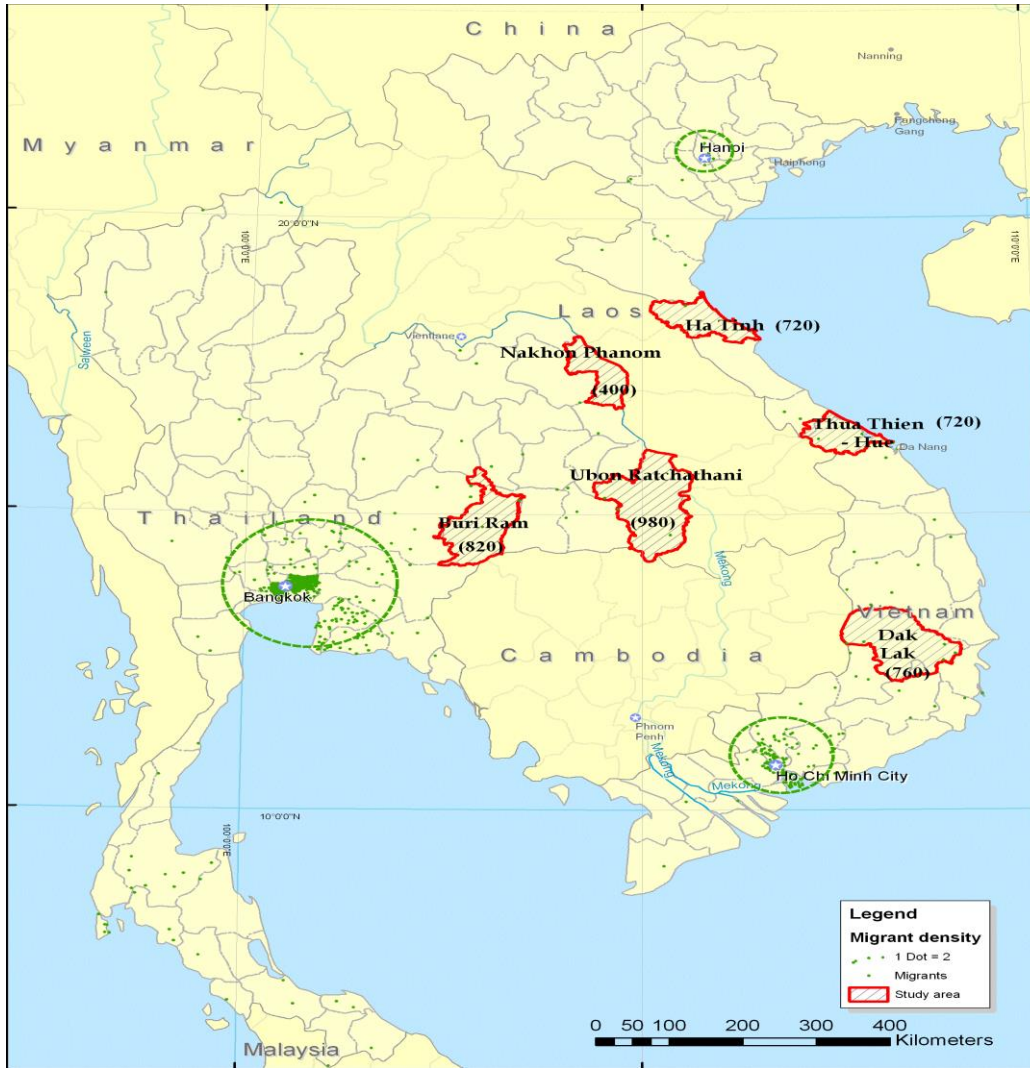 China
Nanning
Fangcheng
Gang
Myanmar
Hanoi
Haiphong
20°0'0"N
100°0'0"E
110°0'0"E
Laos
Salween
Vientiane
Ha Tinh (720)
Nakhon Phanom
(400)
Thua Thien (720)
- Hue
Da Nang
Ubon Ratchathani
(980)
Thailand
Buri Ram
(820)
Mekong
Bangkok
Vietnam
Dak
Lak
(760)
Cambodia
Phnom
Penh
Mekong
Ho Chi Minh City
Mekong
10°0'0"N
100°0'0"E
Legend
Migrant density
1 Dot = 2
Migrants
Study area
0 50 100 200 300 400
Kilometers
Malaysia